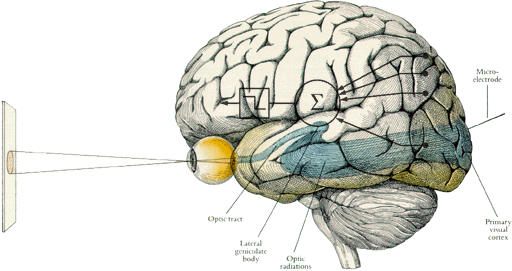 Micro-
electrode
Σ
Optic tract
Lateral
geniculate
body
Optic
radiations
Primary
visual
cortex